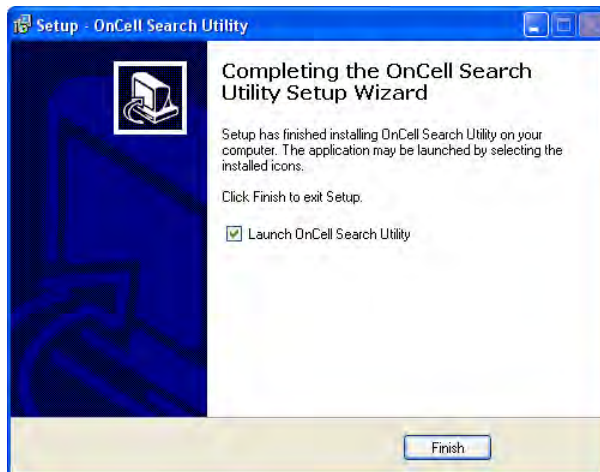 Setup - OnCell Search Utility
Completing the OnCell Search
Utility Setup Wizard
Setup has finished installing OnCell Search Utility on your
computer. The application may be launched by selecting the
installed icons.
Click Finish to exit Setup.
Launch OnCell Search Utility
Finish